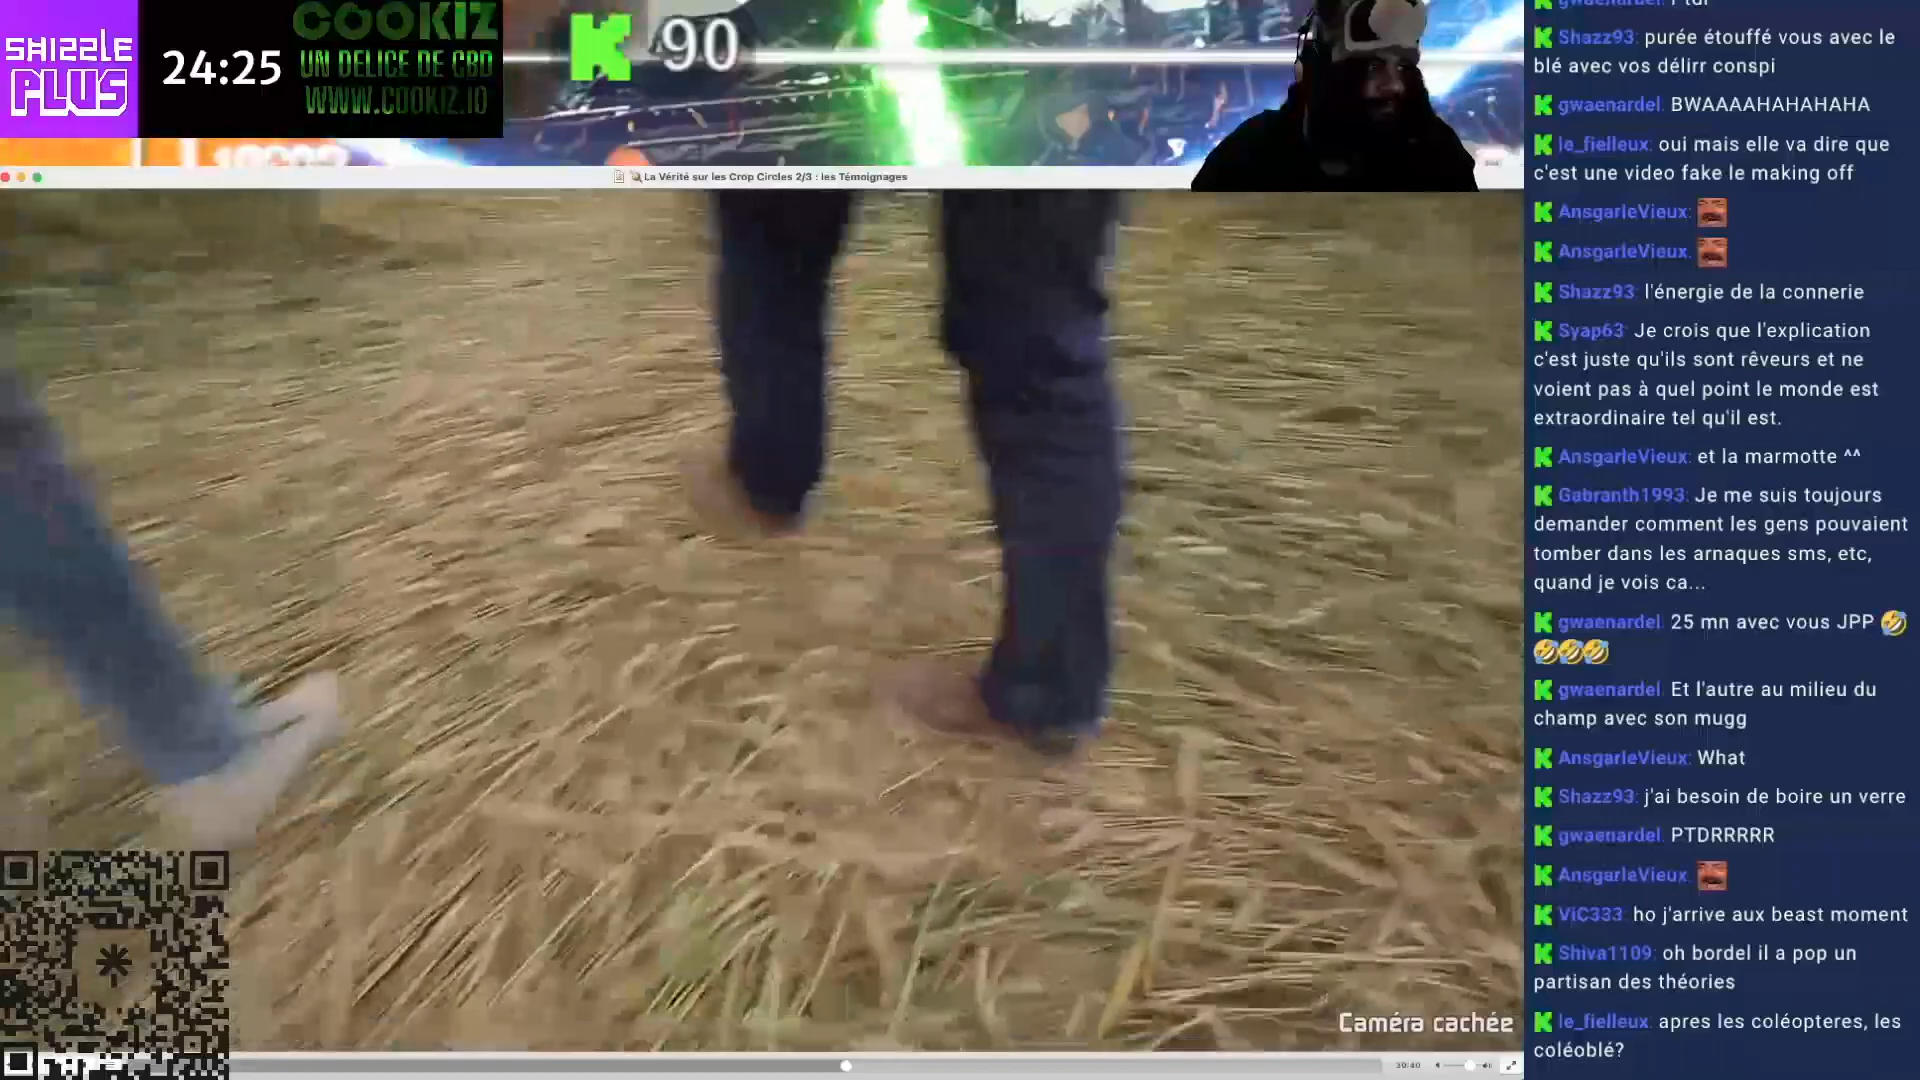 SHIZZLE
PLUS
24:25
COOKIZ
UN DELICE DE CBD
WWW.COOKIZ.IO
90
La Vérité sur les Crop Circles 2/3 : les Témoignages
Caméra cachée
39:40
Shazz93: purée étouffé vous avec le
blé avec vos délirr conspi
gwaenardel: BWAAAAHAHAHAHA
le_fielleux: oui mais elle va dire que
c'est une video fake le making off
AnsgarleVieux:
AnsgarleVieux:
Shazz93: l'énergie de la connerie
Syap63: Je crois que l'explication
c'est juste qu'ils sont rêveurs et ne
voient pas à quel point le monde est
extraordinaire tel qu'il est.
AnsgarleVieux: et la marmotte ^^
Gabranth1993: Je me suis toujours
demander comment les gens pouvaient
tomber dans les arnaques sms, etc,
quand je vois ca...
gwaenardel: 25 mn avec vous JPP 🤣
🤣🤣🤣
gwaenardel: Et l'autre au milieu du
champ avec son mugg
AnsgarleVieux: What
Shazz93: j'ai besoin de boire un verre
gwaenardel: PTDRRRRR
AnsgarleVieux:
ViC333: ho j'arrive aux beast moment
Shiva1109: oh bordel il a pop un
partisan des théories
le_fielleux: apres les coléopteres, les
coléoblé?